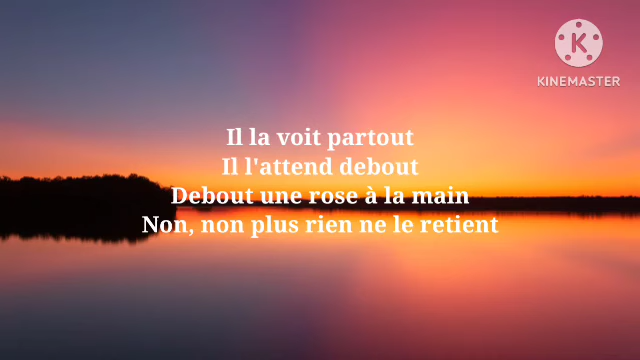 KINEMASTER
Il la voit partout
Il l'attend debout
Debout une rose à la main
Non, non plus rien ne le retient